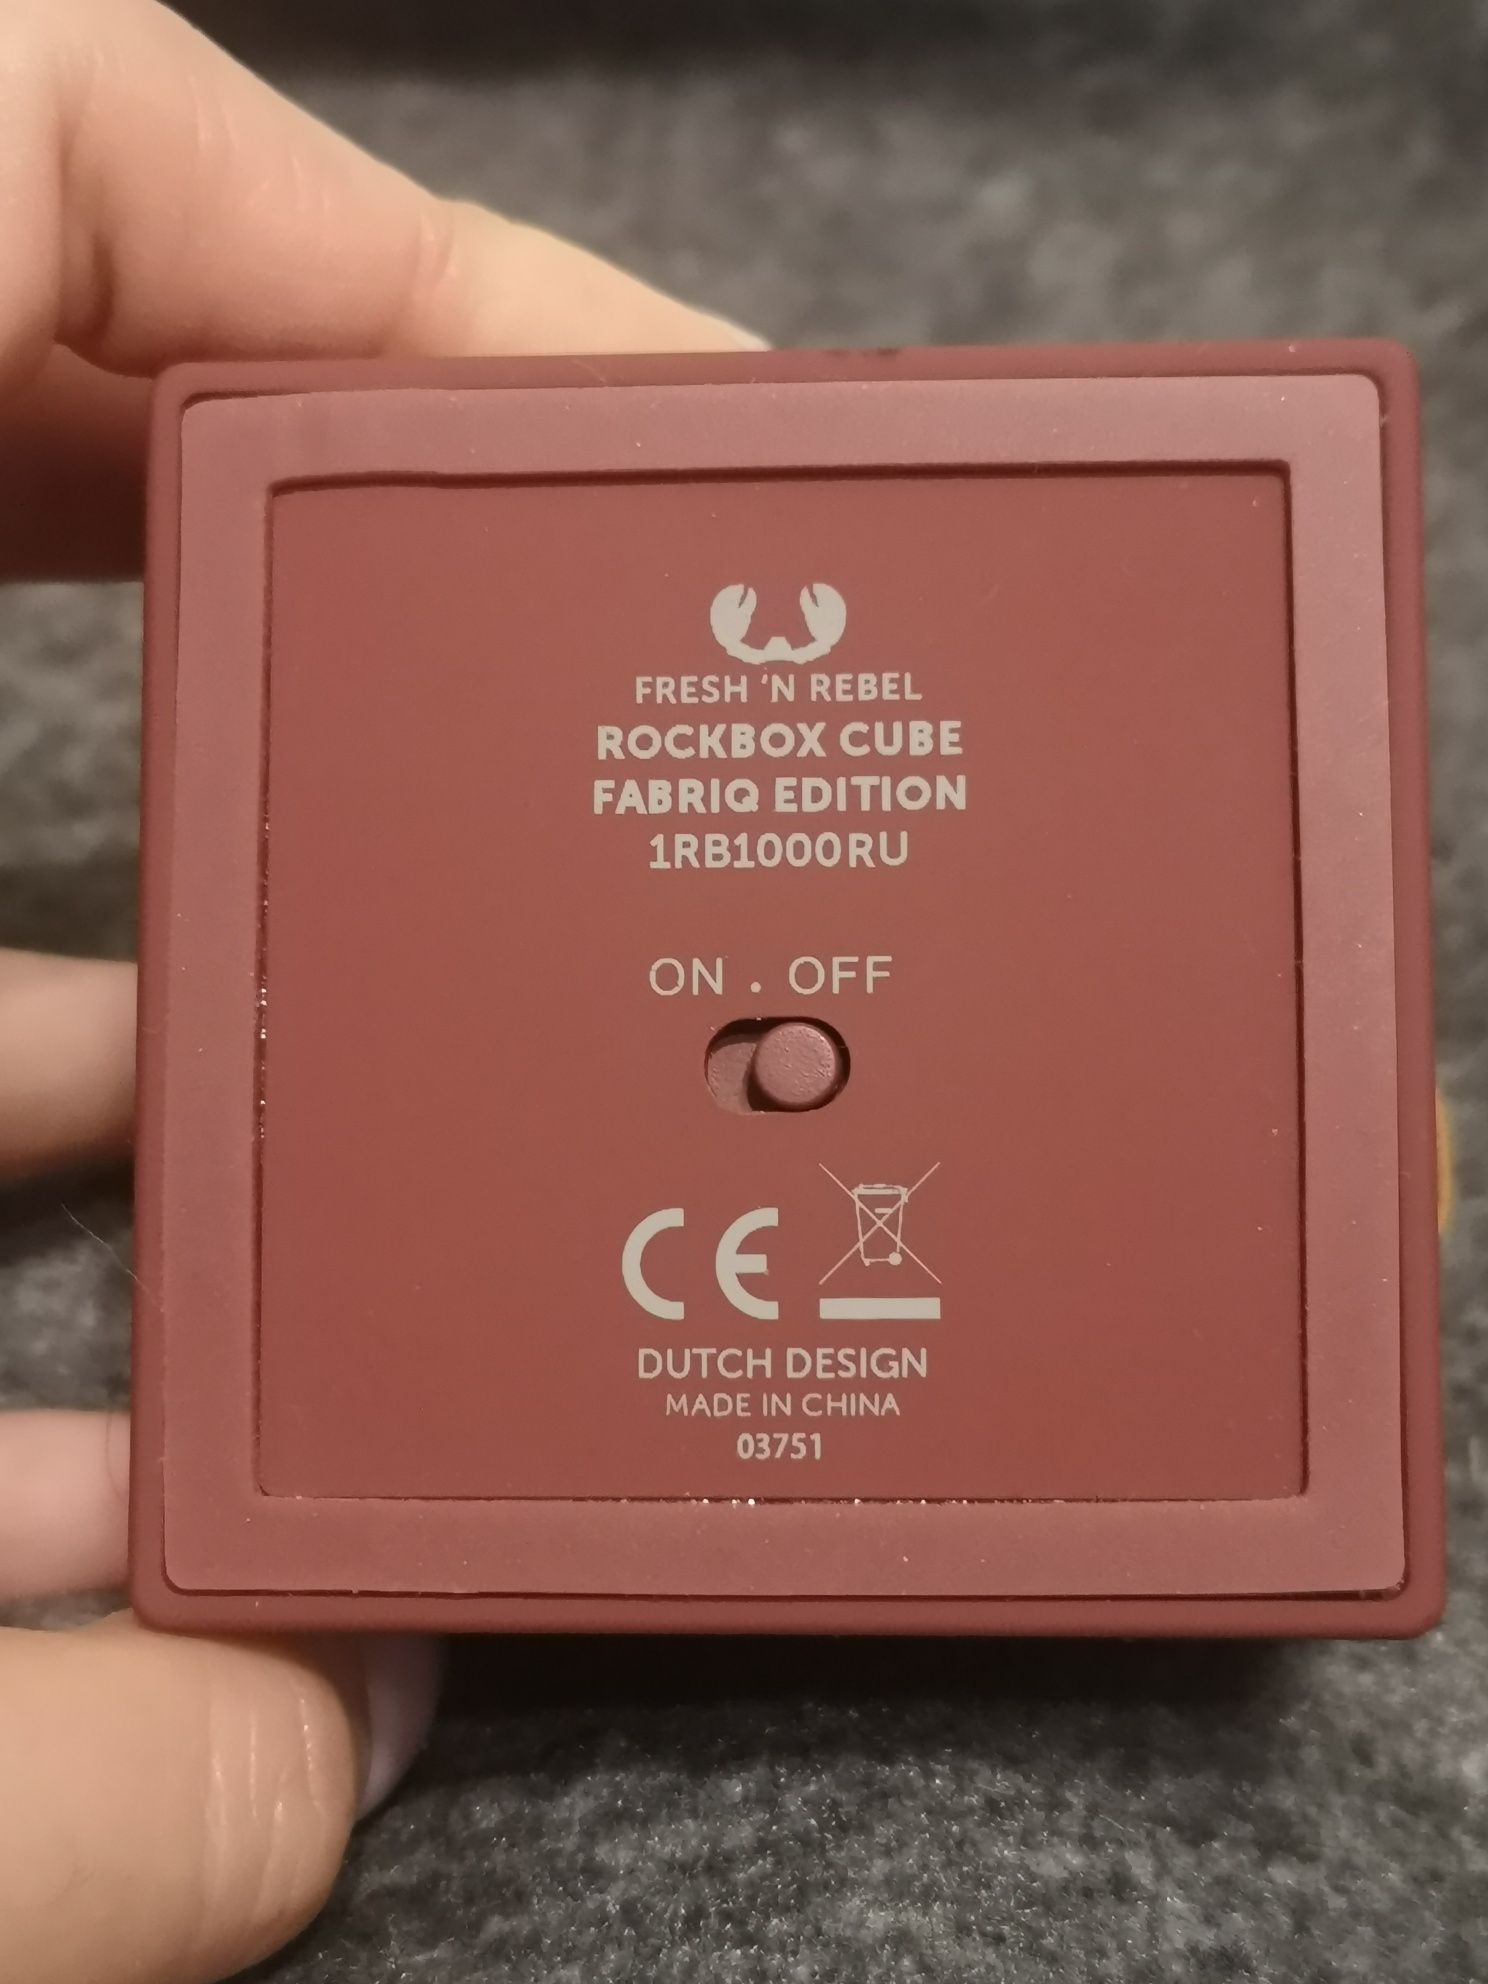 FRESH ‘N REBEL
ROCKBOX CUBE
FABRIQ EDITION
1RB1000RU
ON . OFF
CE
DUTCH DESIGN
MADE IN CHINA
03751